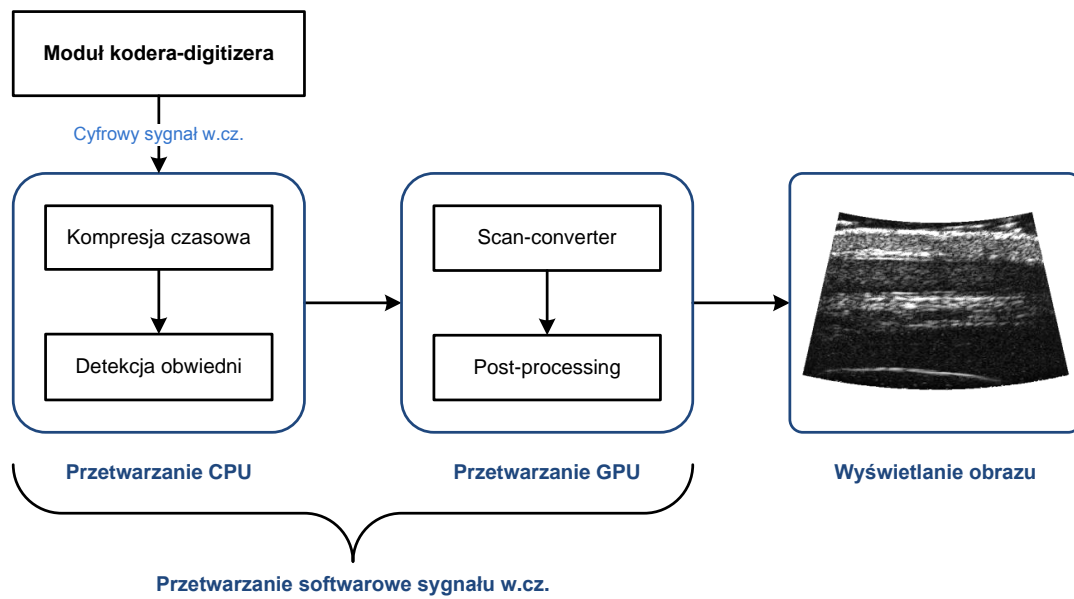 Moduł kodera-digitizera
Cyfrowy sygnał w.cz.
Kompresja czasowa
Detekcja obwiedni
Scan-converter
Post-processing
Przetwarzanie CPU
Przetwarzanie GPU
Wyświetlanie obrazu
Przetwarzanie softwarowe sygnału w.cz.